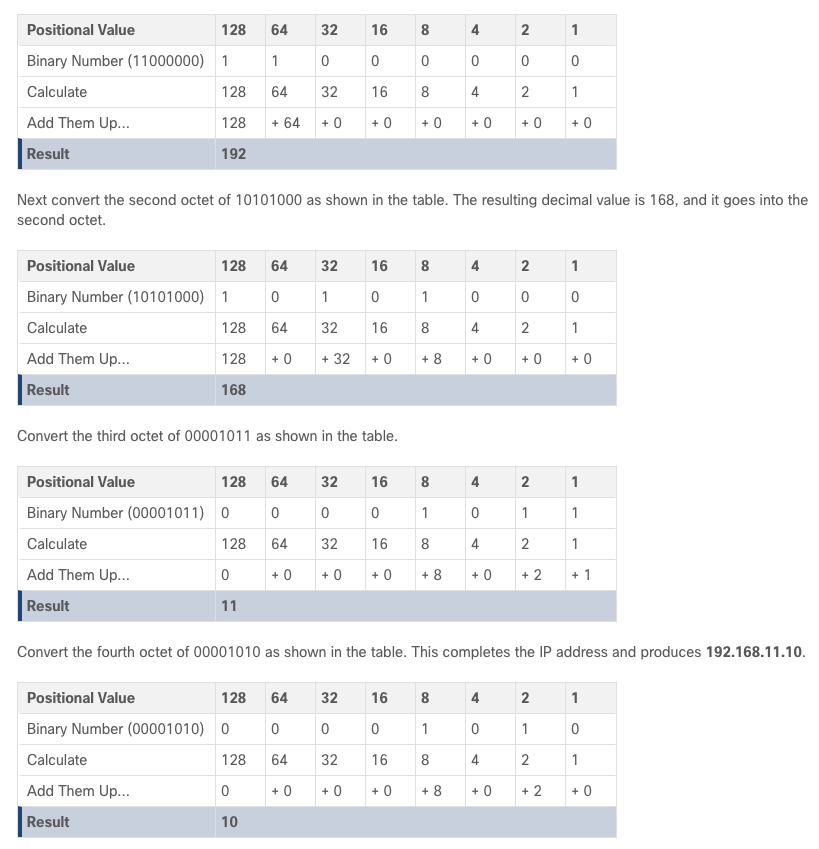 Positional Value 128 64 32 16 8 4 2 1
Binary Number (11000000) 1 1 0 0 0 0 0 0
Calculate 128 64 32 16 8 4 2 1
Add Them Up... 128 + 64 + 0 + 0 + 0 + 0 + 0 + 0
Result 192
Next convert the second octet of 10101000 as shown in the table. The resulting decimal value is 168, and it goes into the
second octet.
Positional Value 128 64 32 16 8 4 2 1
Binary Number (10101000) 1 0 1 0 1 0 0 0
Calculate 128 64 32 16 8 4 2 1
Add Them Up... 128 + 0 + 32 + 0 + 8 + 0 + 0 + 0
Result 168
Convert the third octet of 00001011 as shown in the table.
Positional Value 128 64 32 16 8 4 2 1
Binary Number (00001011) 0 0 0 0 1 0 1 1
Calculate 128 64 32 16 8 4 2 1
Add Them Up... 0 + 0 + 0 + 0 + 8 + 0 + 2 + 1
Result 11
Convert the fourth octet of 00001010 as shown in the table. This completes the IP address and produces 192.168.11.10.
Positional Value 128 64 32 16 8 4 2 1
Binary Number (00001010) 0 0 0 0 1 0 1 0
Calculate 128 64 32 16 8 4 2 1
Add Them Up... 0 + 0 + 0 + 0 + 8 + 0 + 2 + 0
Result 10